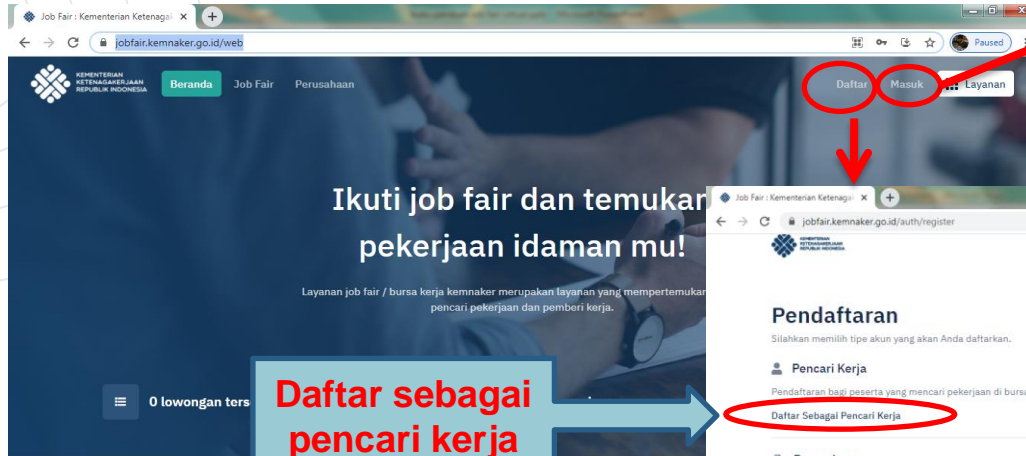 Job Fair : Kementerian Ketenaga
jobfair.kemnaker.go.id/web
Paused
KEMENTERIAN
KETENAGAKERJAAN
REPUBLIK INDONESIA
Beranda Job Fair Perusahaan
Daftar Masuk Layanan
Ikuti job fair dan temukan
pekerjaan idaman mu!
Layanan job fair / bursa kerja kemnaker merupakan layanan yang mempertemukan
pencari pekerjaan dan pemberi kerja.
0 lowongan ters
Daftar sebagai
pencari kerja
Job Fair : Kementerian Ketenaga
jobfair.kemnaker.go.id/auth/register
KEMENTERIAN
KETENAGAKERJAAN
REPUBLIK INDONESIA
Pendaftaran
Silahkan memilih tipe akun yang akan Anda daftarkan.
Pencari Kerja
Pendaftaran bagi peserta yang mencari pekerjaan di bursa
Daftar Sebagai Pencari Kerja